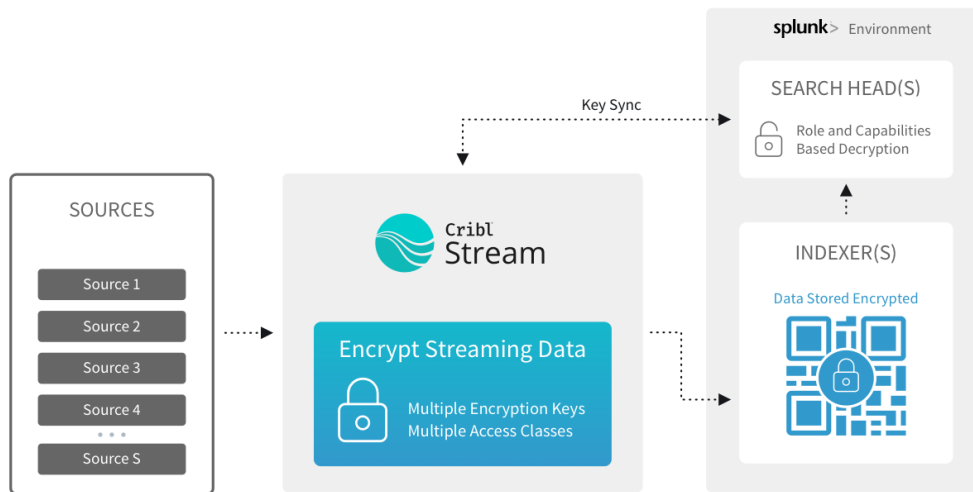 splunk> Environment
SEARCH HEAD(S)
Role and Capabilities
Based Decryption
Key Sync
SOURCES
Source 1
Source 2
Source 3
Source 4
...
Source S
Cribl
Stream
Encrypt Streaming Data
Multiple Encryption Keys
Multiple Access Classes
INDEXER(S)
Data Stored Encrypted